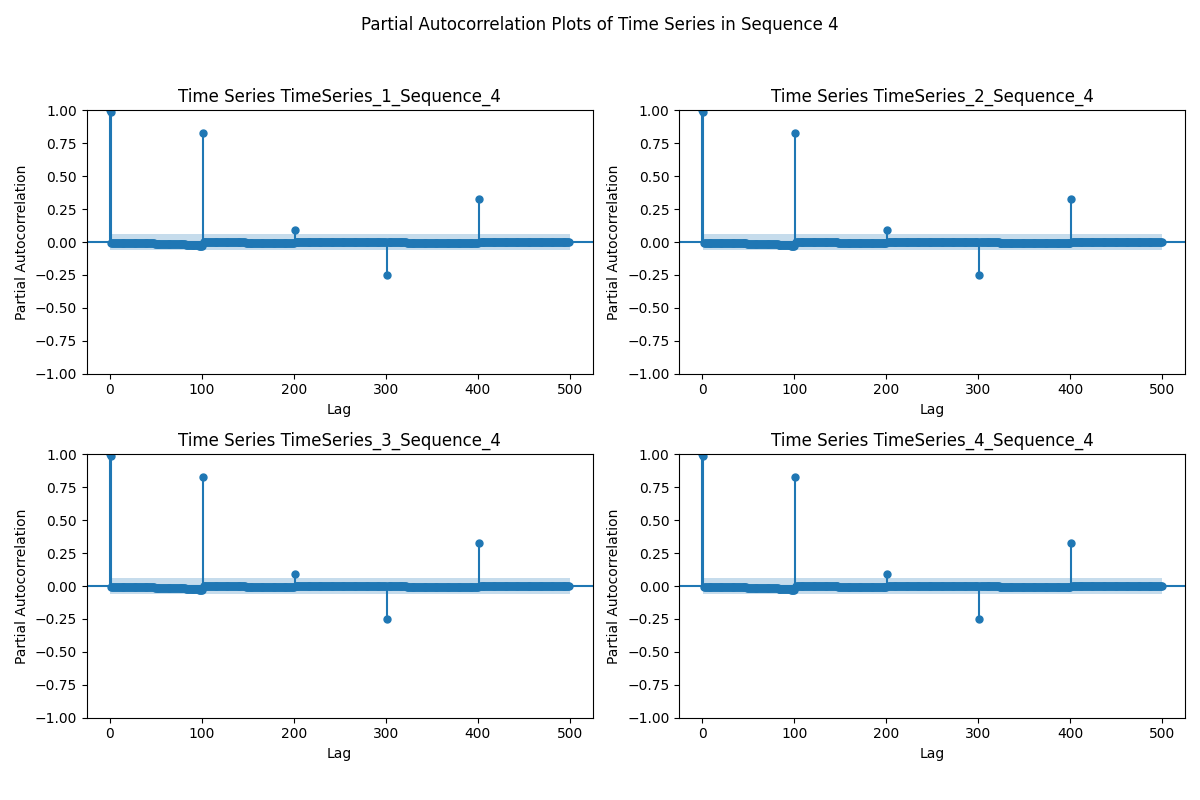 Partial Autocorrelation Plots of Time Series in Sequence 4
Time Series TimeSeries_1_Sequence_4
1.00
0.75
0.50
0.25
0.00
−0.25
−0.50
−0.75
−1.00
Partial Autocorrelation
0 100 200 300 400 500
Lag
Time Series TimeSeries_2_Sequence_4
1.00
0.75
0.50
0.25
0.00
−0.25
−0.50
−0.75
−1.00
Partial Autocorrelation
0 100 200 300 400 500
Lag
Time Series TimeSeries_3_Sequence_4
1.00
0.75
0.50
0.25
0.00
−0.25
−0.50
−0.75
−1.00
Partial Autocorrelation
0 100 200 300 400 500
Lag
Time Series TimeSeries_4_Sequence_4
1.00
0.75
0.50
0.25
0.00
−0.25
−0.50
−0.75
−1.00
Partial Autocorrelation
0 100 200 300 400 500
Lag